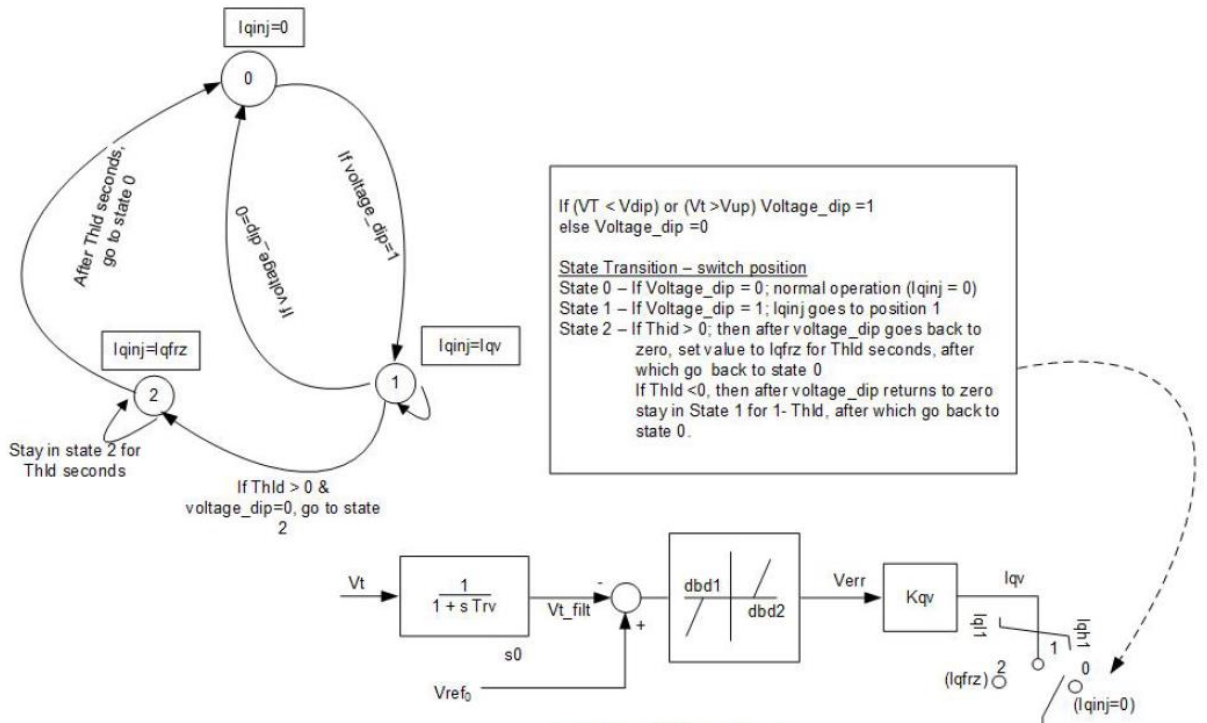 Iqinj=0
0
After Thld seconds,
go to state 0
If voltage_dip=0
If voltage_dip=1
Iqinj=Iqfrz
2
Iqinj=Iqv
1
Stay in state 2 for
Thld seconds
If Thld > 0 &
voltage_dip=0, go to state
2
If (VT < Vdip) or (Vt >Vup) Voltage_dip =1
else Voltage_dip =0
State Transition – switch position
State 0 – If Voltage_dip = 0; normal operation (Iqinj = 0)
State 1 – If Voltage_dip = 1; Iqinj goes to position 1
State 2 – If Thld > 0; then after voltage_dip goes back to
zero, set value to Iqfrz for Thld seconds, after
which go back to state 0
If Thld <0, then after voltage_dip returns to zero
stay in State 1 for 1- Thld, after which go back to
state 0.
Vt
1
1 + s Trv
s0
Vt_filt
-
+
Vref0
dbd1
dbd2
Verr
Kqv
Iqv
Iql1
Iqh1
1
2
(Iqfrz)
0
(Iqinj=0)